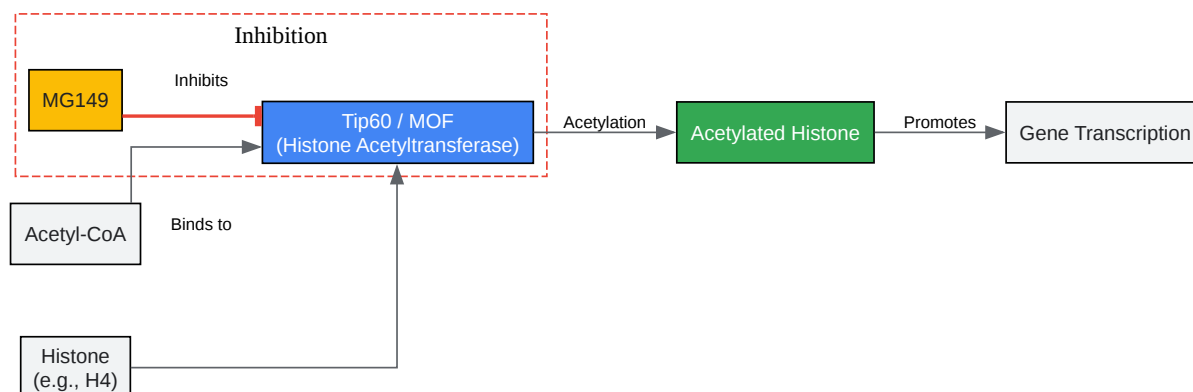 Inhibition
MG149
Inhibits
Tip60 / MOF
(Histone Acetyltransferase)
Acetylation
Acetylated Histone
Promotes
Gene Transcription
Acetyl-CoA
Binds to
Histone
(e.g., H4)